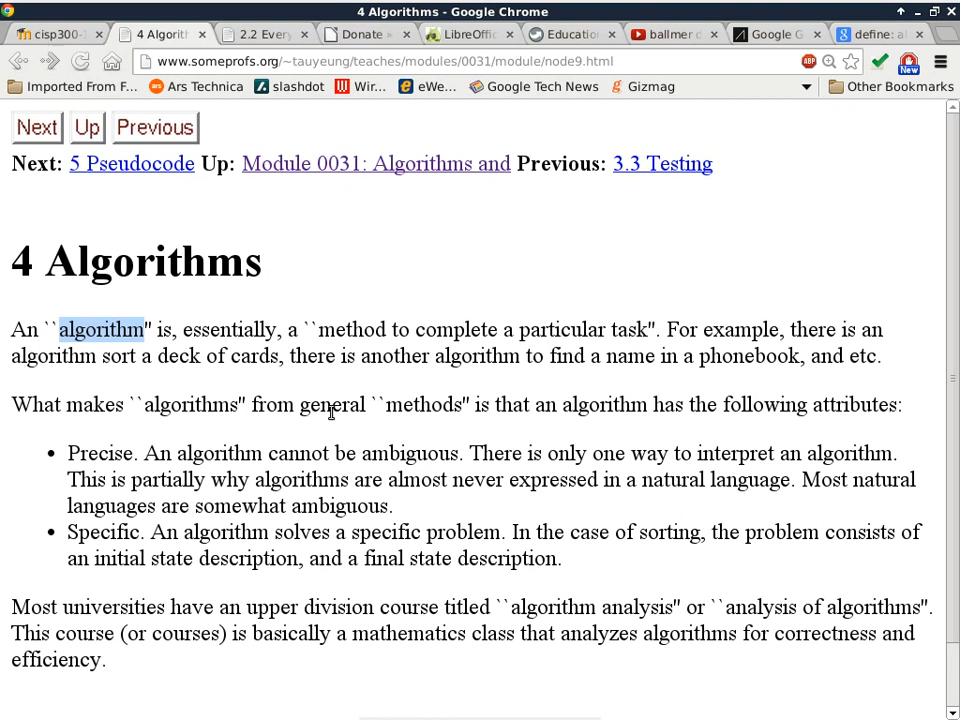 4 Algorithms - Google Chrome
cisp300-
4 Algorith
2.2 Every
Donate »
LibreOffic
Education
ballmer d
Google G
define: al
www.someprofs.org/~tauyeung/teaches/modules/0031/module/node9.html
ABP
New
Imported From F...
Ars Technica
slashdot
Wir...
eWe...
Google Tech News
Gizmag
Other Bookmarks
Next Up Previous
Next: 5 Pseudocode Up: Module 0031: Algorithms and Previous: 3.3 Testing
4 Algorithms
An ``algorithm'' is, essentially, a ``method to complete a particular task''. For example, there is an
algorithm sort a deck of cards, there is another algorithm to find a name in a phonebook, and etc.
What makes ``algorithms'' from general ``methods'' is that an algorithm has the following attributes:
• Precise. An algorithm cannot be ambiguous. There is only one way to interpret an algorithm.
This is partially why algorithms are almost never expressed in a natural language. Most natural
languages are somewhat ambiguous.
• Specific. An algorithm solves a specific problem. In the case of sorting, the problem consists of
an initial state description, and a final state description.
Most universities have an upper division course titled ``algorithm analysis'' or ``analysis of algorithms''.
This course (or courses) is basically a mathematics class that analyzes algorithms for correctness and
efficiency.